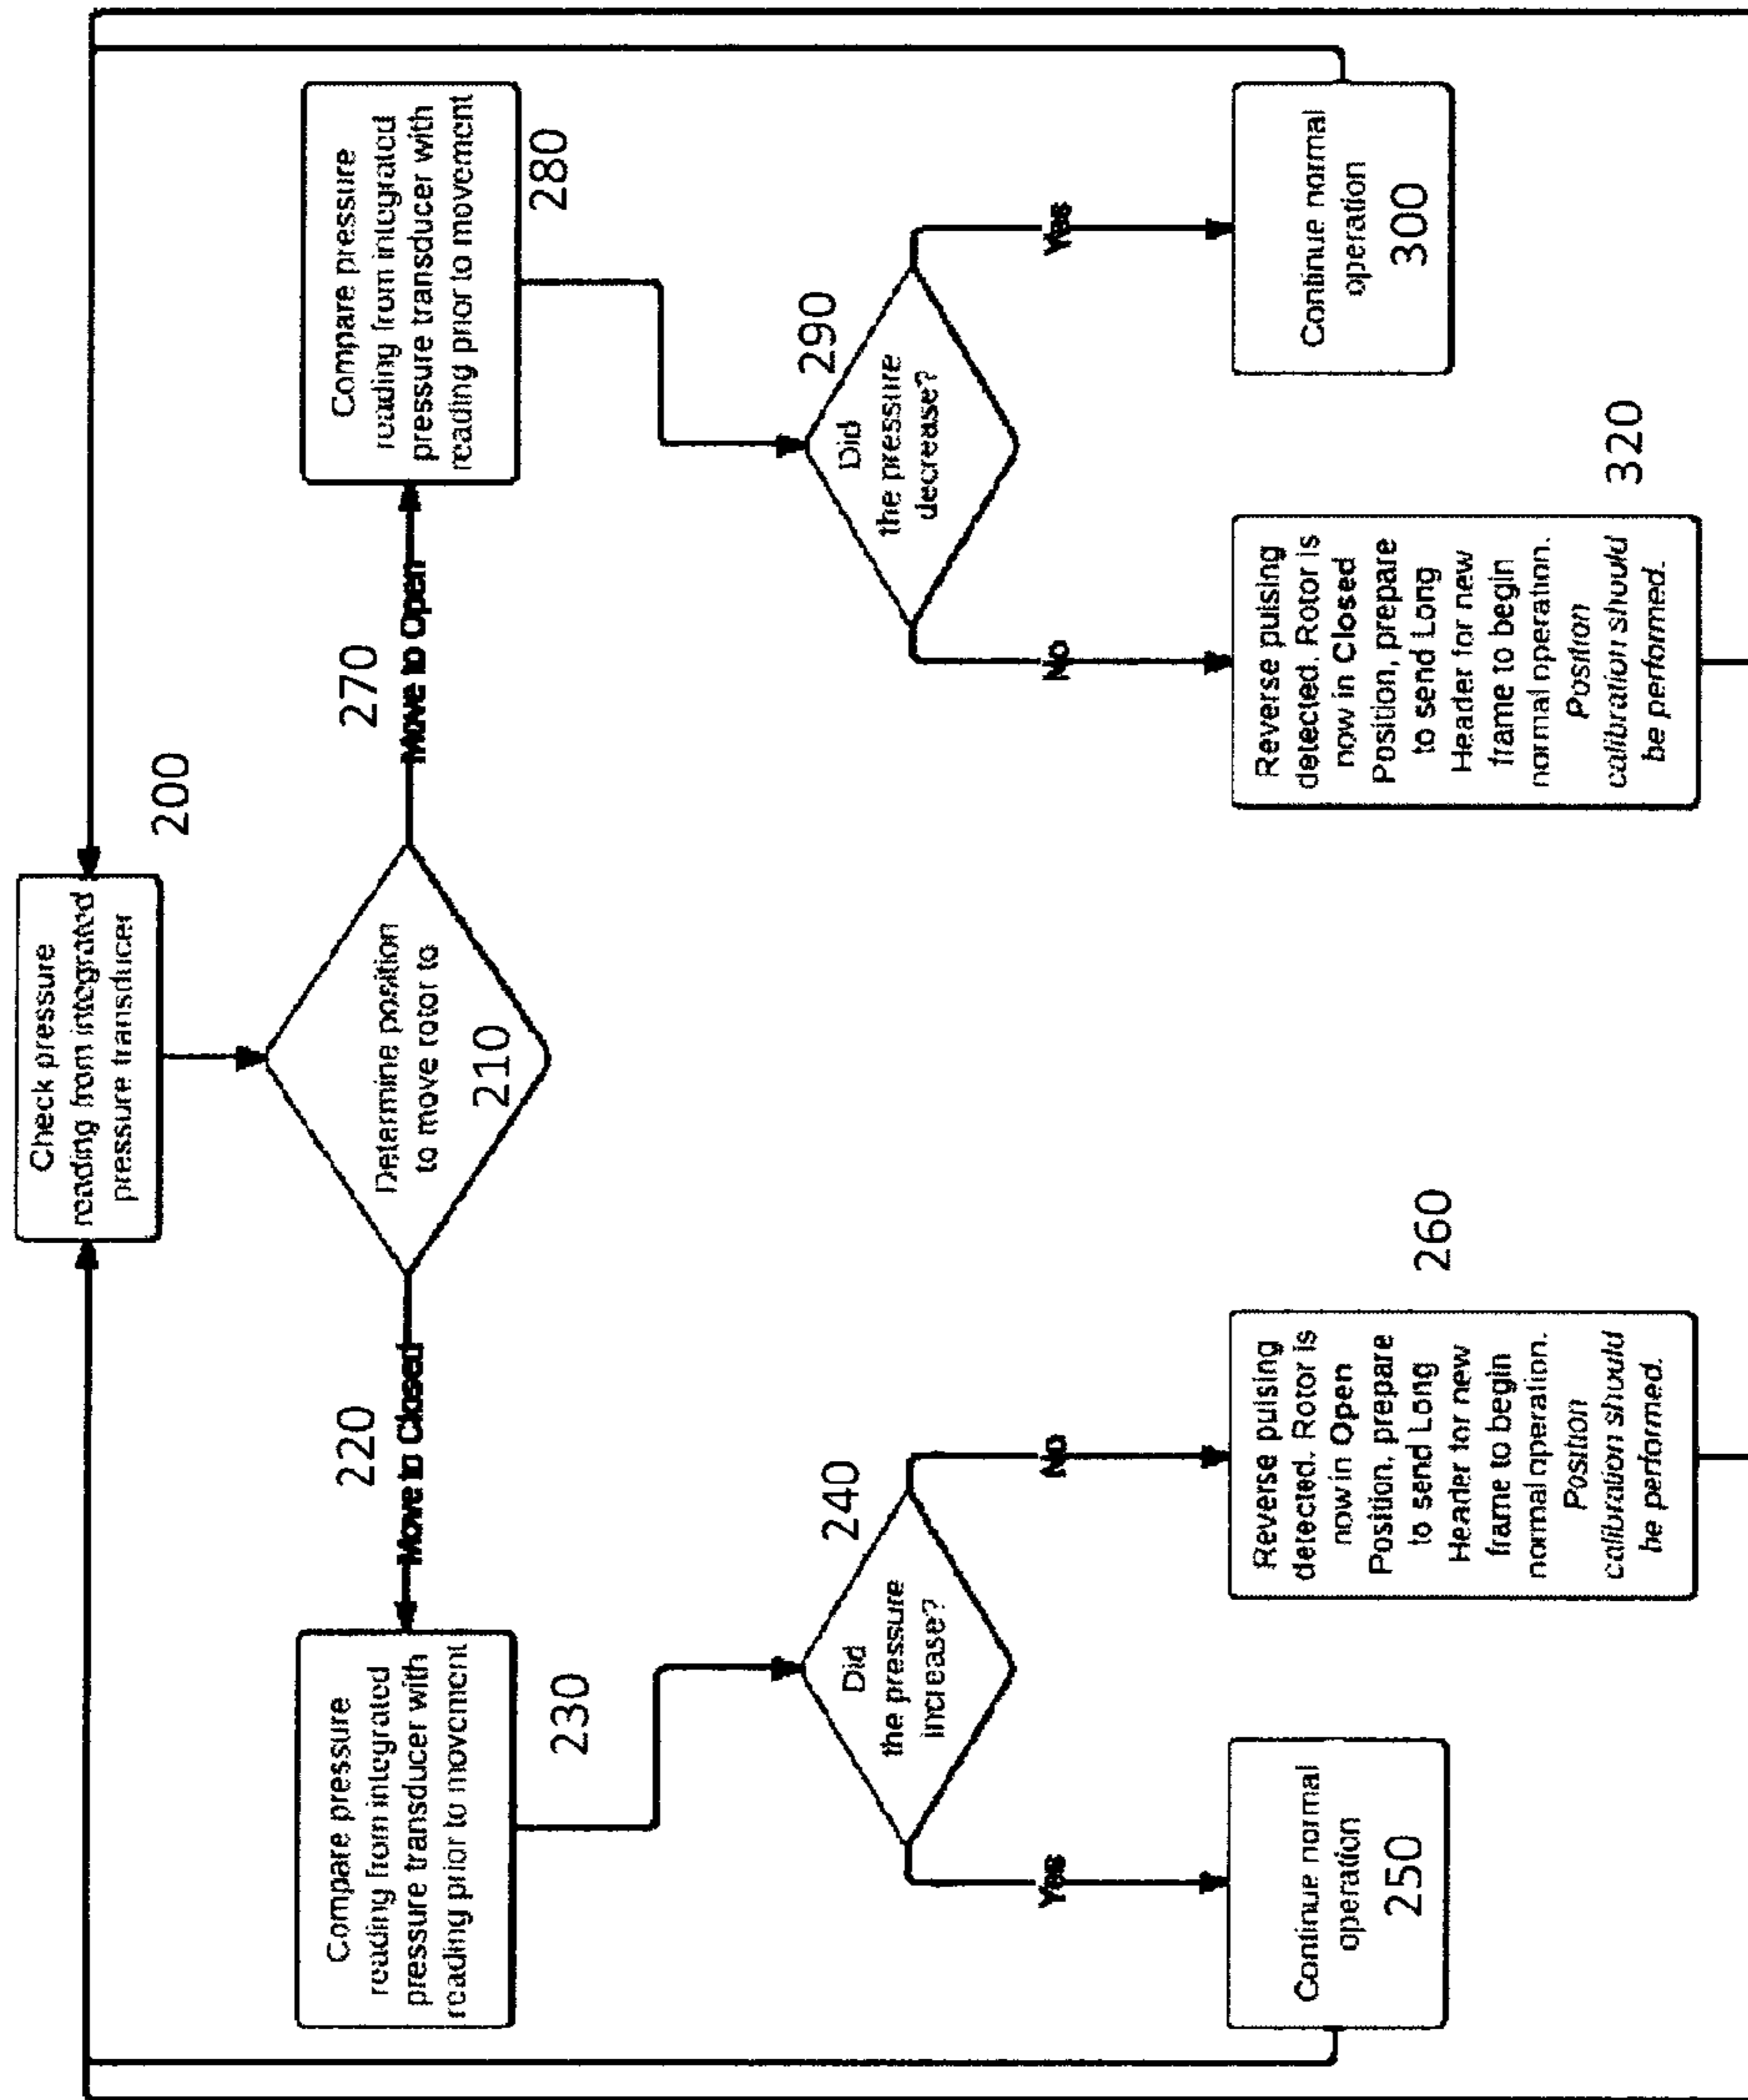 Check pressure
reading from integrated
pressure transducer
200
Determine position
to move rotor to
210
220
Move to Closed
270
Move to Open
Compare pressure
reading from integrated
pressure transducer with
reading prior to movement
230
Compare pressure
reading from integrated
pressure transducer with
reading prior to movement
280
Did
the pressure
increase?
240
Did
the pressure
decrease?
290
Yes
No
No
Yes
Continue normal
operation
250
Reverse pulsing
detected. Rotor is
now in Open
Position, prepare
to send Long
Header for new
frame to begin
normal operation.
Position
calibration should
be performed.
260
Reverse pulsing
detected. Rotor is
now in Closed
Position, prepare
to send Long
Header for new
frame to begin
normal operation.
Position
calibration should
be performed.
320
Continue normal
operation
300